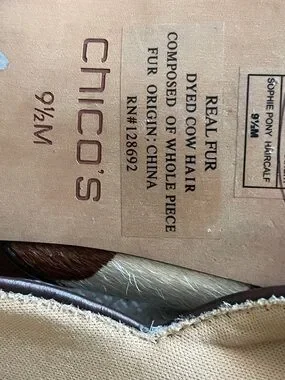 chico's
9½M
REAL FUR
DYED COW HAIR
COMPOSED OF WHOLE PIECE
FUR ORIGIN: CHINA
RN#128692
SOPHIE PONY HAIRCALF
9½M